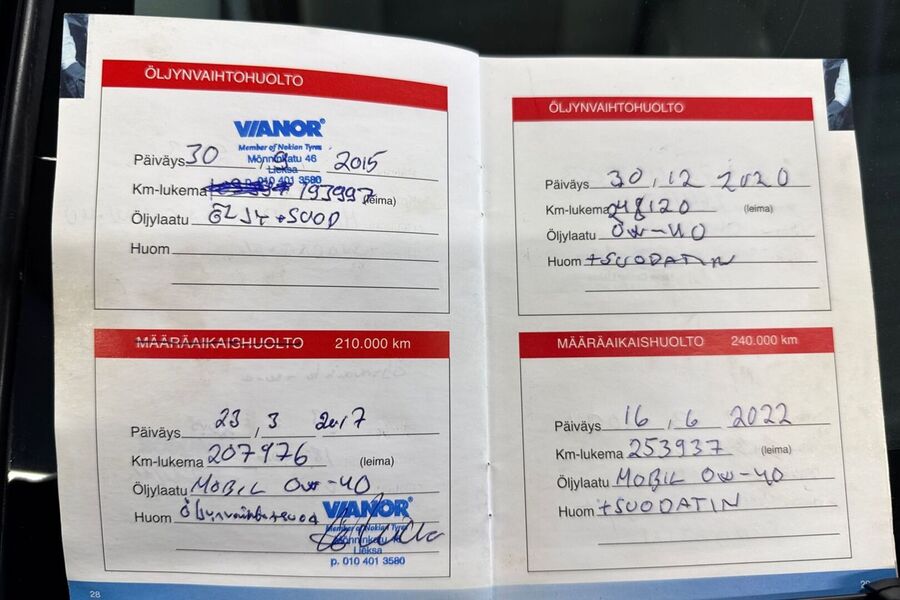 ÖLJYNVAIHTOHUOLTO
VIANOR
Member of Nokian Tyres
Mönninkatu 46
Lieksa
010 401 3580
Päiväys 30 . 9 2015
Km-lukema 193997 (leima)
Öljylaatu ÖLJY + SUOD
Huom
MÄÄRÄAIKAISHUOLTO 210.000 km
Päiväys 23 . 3 2017
Km-lukema 207976 (leima)
Öljylaatu MOBIL 0W-40
Huom
VIANOR
Member of Nokian Tyres
Mönninkatu
Lieksa
p. 010 401 3580
28
ÖLJYNVAIHTOHUOLTO
Päiväys 30 . 12 2020
Km-lukema 248120 (leima)
Öljylaatu 0W-40
Huom +SUODATIN
MÄÄRÄAIKAISHUOLTO 240.000 km
Päiväys 16 . 6 2022
Km-lukema 253937 (leima)
Öljylaatu MOBIL 0W-40
Huom +SUODATIN